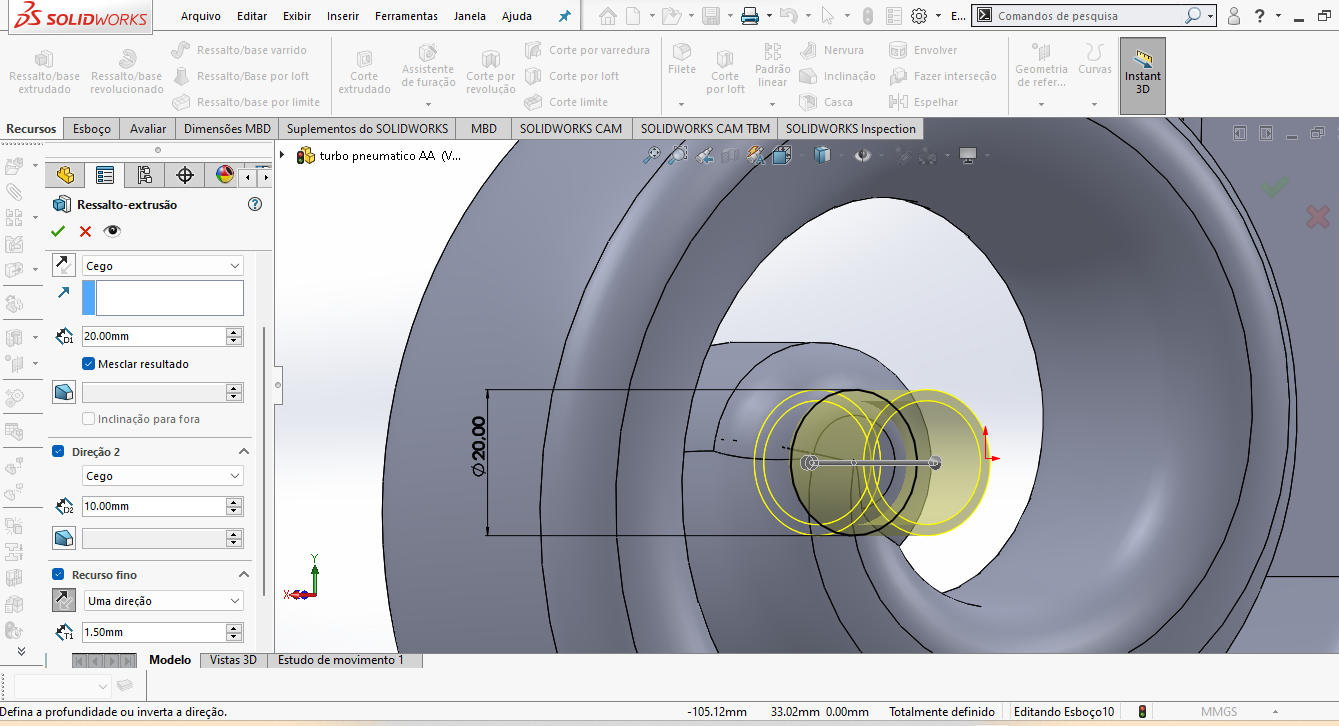 SOLIDWORKS
Arquivo Editar Exibir Inserir Ferramentas Janela Ajuda
E...
Comandos de pesquisa
?
Ressalto/base extrudado
Ressalto/base revolucionado
Ressalto/base varrido
Ressalto/Base por loft
Ressalto/base por limite
Corte extrudado
Assistente de furação
Corte por revolução
Corte por varredura
Corte por loft
Corte limite
Filete
Corte por loft
Padrão linear
Nervura
Inclinação
Casca
Envolver
Fazer interseção
Espelhar
Geometria de refer...
Curvas
Instant 3D
Recursos Esboço Avaliar Dimensões MBD Suplementos do SOLIDWORKS MBD SOLIDWORKS CAM SOLIDWORKS CAM TBM SOLIDWORKS Inspection
turbo pneumatico AA (V...
Ressalto-extrusão
?
Cego
D1
20.00mm
Mesclar resultado
Inclinação para fora
Direção 2
Cego
D2
10.00mm
Recurso fino
Uma direção
T1
1.50mm
Ø20,00
Y
X
Modelo Vistas 3D Estudo de movimento 1
Defina a profundidade ou inverta a direção.
-105.12mm 33.02mm 0.00mm Totalmente definido Editando Esboço10 MMGS